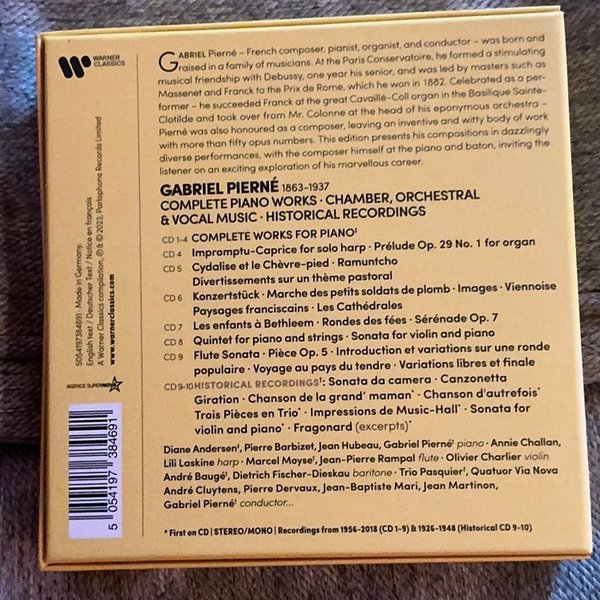 WARNER
CLASSICS
GABRIEL Pierné – French composer, pianist, organist, and conductor – was born and
raised in a family of musicians. At the Paris Conservatoire, he formed a stimulating
musical friendship with Debussy, one year his senior, and was led by masters such as
Massenet and Franck to the Prix de Rome, which he won in 1882. Celebrated as a per-
former – he succeeded Franck at the great Cavaillé-Coll organ in the Basilique Sainte-
Clotilde and took over from Mr. Colonne at the head of his eponymous orchestra –
Pierné was also honoured as a composer, leaving an inventive and witty body of work
with more than fifty opus numbers. This edition presents his compositions in dazzlingly
diverse performances, with the composer himself at the piano and baton, inviting the
listener on an exciting exploration of his marvellous career.
GABRIEL PIERNÉ 1863-1937
COMPLETE PIANO WORKS · CHAMBER, ORCHESTRAL
& VOCAL MUSIC · HISTORICAL RECORDINGS
CD 1-4 COMPLETE WORKS FOR PIANO‡
CD 4 Impromptu-Caprice for solo harp · Prélude Op. 29 No. 1 for organ
CD 5 Cydalise et le Chèvre-pied · Ramuntcho
Divertissements sur un thème pastoral
CD 6 Konzertstück · Marche des petits soldats de plomb · Images · Viennoise
Paysages franciscains · Les Cathédrales
CD 7 Les enfants à Bethleem · Rondes des fées · Sérénade Op. 7
CD 8 Quintet for piano and strings · Sonata for violin and piano
CD 9 Flute Sonata · Pièce Op. 5 · Introduction et variations sur une ronde
populaire · Voyage au pays du tendre · Variations libres et finale
CD 9-10 HISTORICAL RECORDINGS†: Sonata da camera · Canzonetta
Giration · Chanson de la grand' maman* · Chanson d'autrefois*
Trois Pièces en Trio* · Impressions de Music-Hall* · Sonata for
violin and piano* · Fragonard (excerpts)*
Diane Andersen‡, Pierre Barbizet, Jean Hubeau, Gabriel Pierné† piano · Annie Challan,
Lili Laskine harp · Marcel Moyse†, Jean-Pierre Rampal flute · Olivier Charlier violin
André Baugé†, Dietrich Fischer-Dieskau baritone · Trio Pasquier†, Quatuor Via Nova
André Cluytens, Pierre Dervaux, Jean-Baptiste Mari, Jean Martinon,
Gabriel Pierné† conductor...
* First on CD | STEREO/MONO | Recordings from 1956-2018 (CD 1-9) & 1926-1948 (Historical CD 9-10)
5054197384691. Made in Germany.
English text / Deutscher Text / Notice en français
A Warner Classics compilation, ℗ & © 2023, Parlophone Records Limited
www.warnerclassics.com
AGENCE SUPERNOVA
5 054197 384691